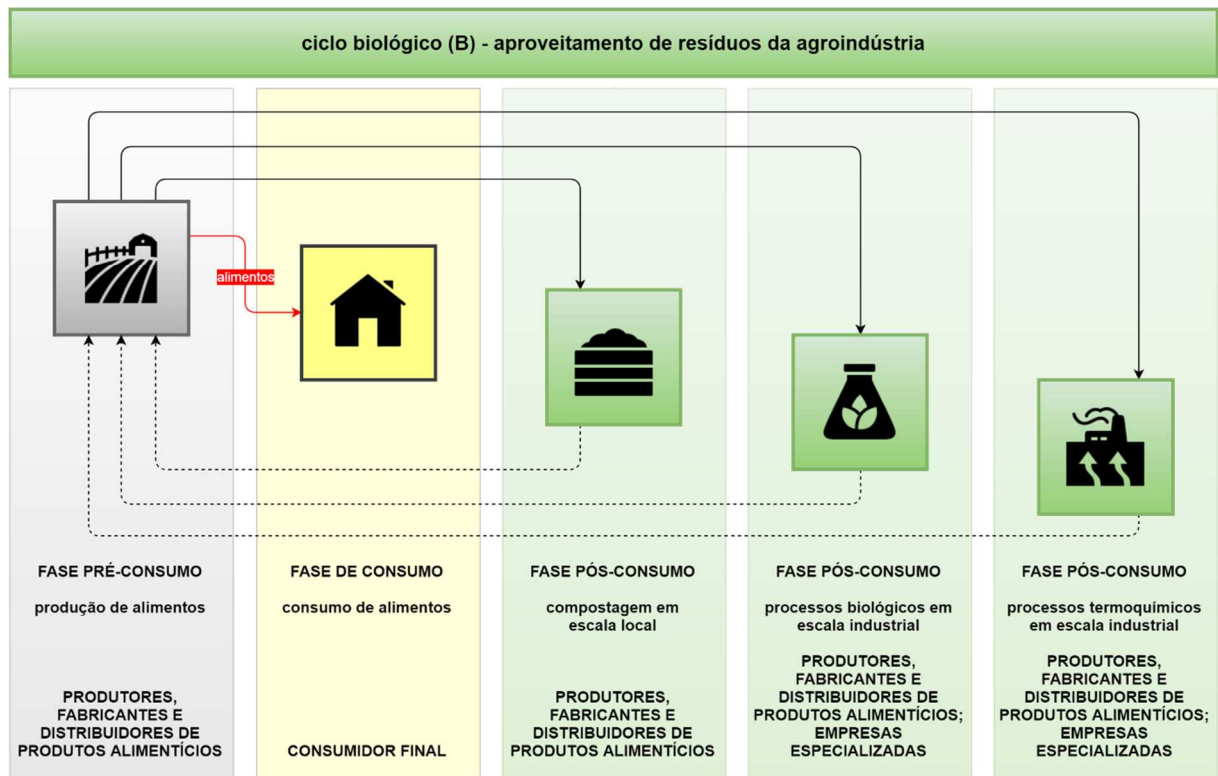 ciclo biológico (B) - aproveitamento de resíduos da agroindústria
alimentos
FASE PRÉ-CONSUMO
produção de alimentos
PRODUTORES,
FABRICANTES E
DISTRIBUIDORES DE
PRODUTOS ALIMENTÍCIOS
FASE DE CONSUMO
consumo de alimentos
CONSUMIDOR FINAL
FASE PÓS-CONSUMO
compostagem em
escala local
PRODUTORES,
FABRICANTES E
DISTRIBUIDORES DE
PRODUTOS ALIMENTÍCIOS
FASE PÓS-CONSUMO
processos biológicos em
escala industrial
PRODUTORES,
FABRICANTES E
DISTRIBUIDORES DE
PRODUTOS ALIMENTÍCIOS;
EMPRESAS
ESPECIALIZADAS
FASE PÓS-CONSUMO
processos termoquímicos
em escala industrial
PRODUTORES,
FABRICANTES E
DISTRIBUIDORES DE
PRODUTOS ALIMENTÍCIOS;
EMPRESAS
ESPECIALIZADAS